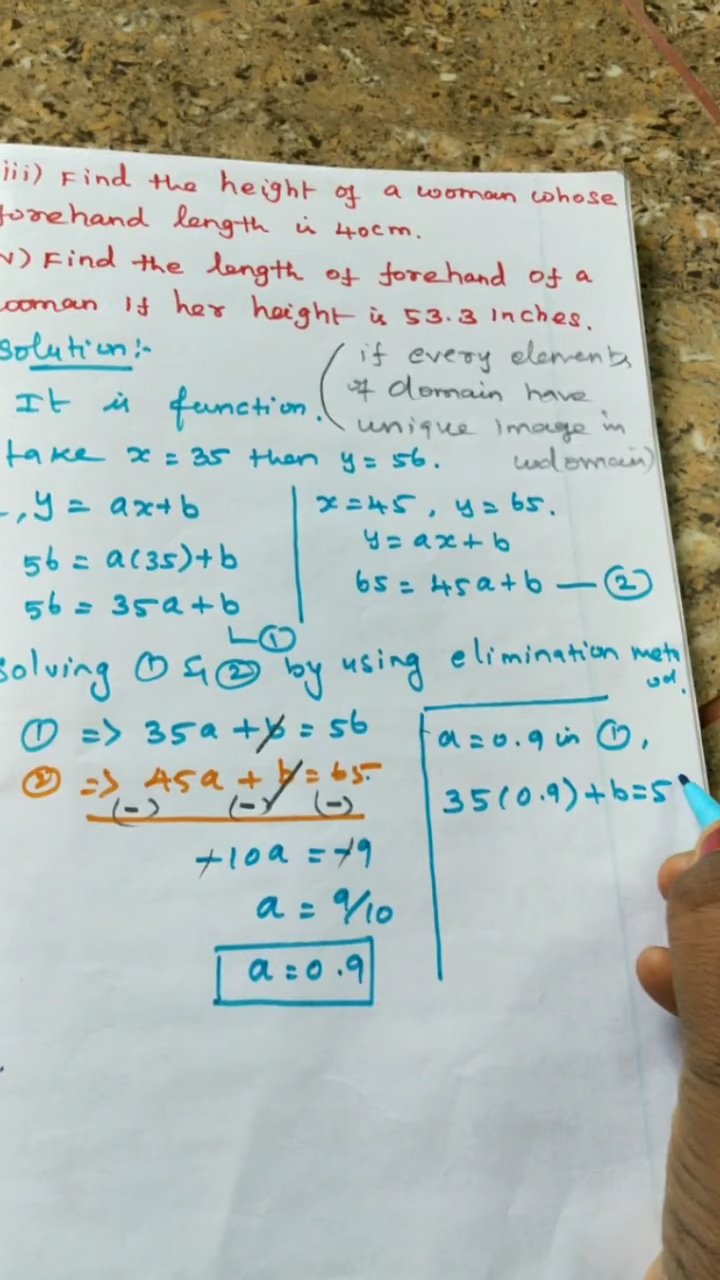 iii) Find the height of a woman whose
forehand length is 40cm.
v) Find the length of forehand of a
woman if her height is 53.3 inches.
Solution:-
It is function. (if every elements
of domain have
unique image in
codomain)
take x = 35 then y = 56.
, y = ax+b
56 = a(35)+b
56 = 35a+b
①
x=45, y=65.
y=ax+b
65 = 45a+b — ②
solving ① & ② by using elimination meth
od.
① => 35a + b = 56
② => 45a + b = 65
(-) (-) (-)
-10a = -9
a = 9/10
a = 0.9
a=0.9 in ①,
35(0.9)+b=5